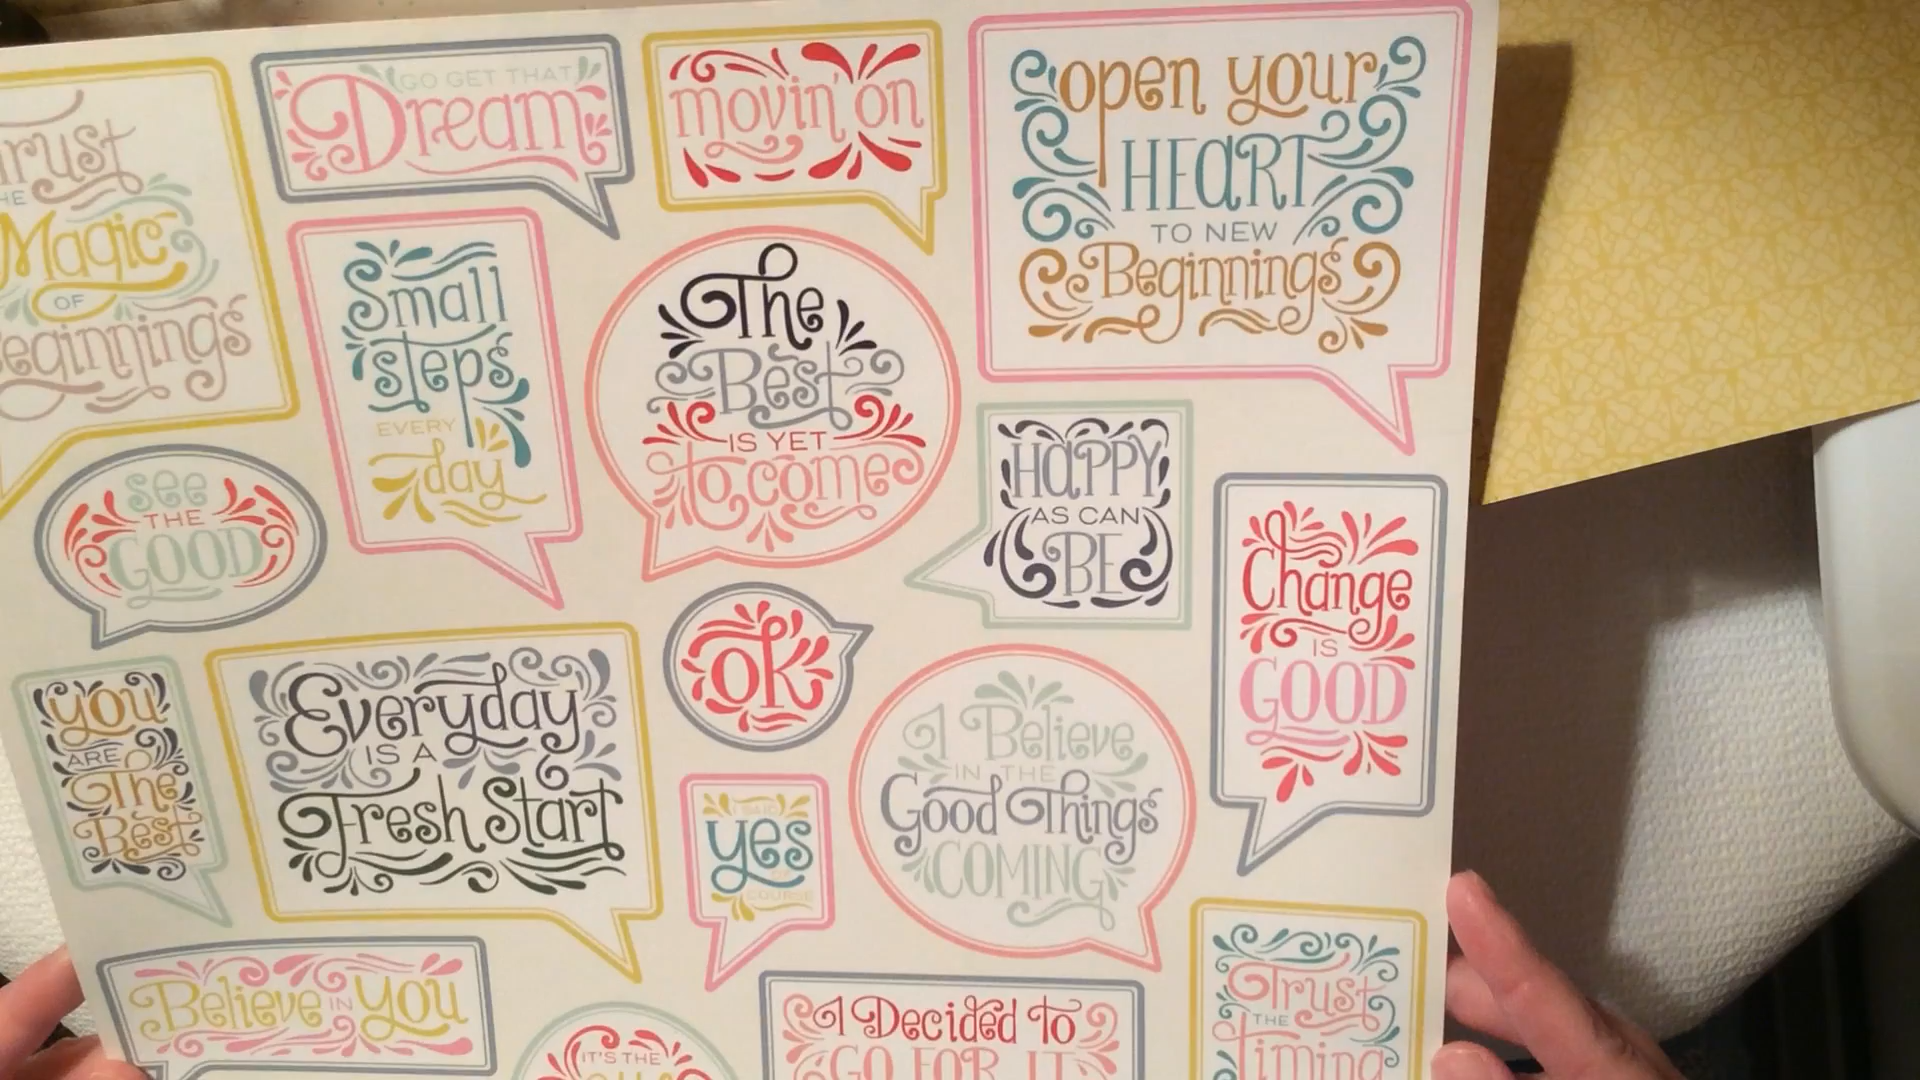 Trust
THE
Magic
OF
Beginnings
GO GET THAT
Dream
movin' on
open your
HEART
TO NEW
Beginnings
Small
steps
EVERY
day
The
Best
IS YET
to come
HAPPY
AS CAN
BE
see
THE
GOOD
Change
IS
GOOD
ok
you
ARE
The
Best
Everyday
IS A
Fresh Start
I SAID
yes
OF
COURSE
I Believe
IN THE
Good Things
COMING
Believe IN you
IT'S THE
I Decided to
GO FOR IT
Trust
THE
timing